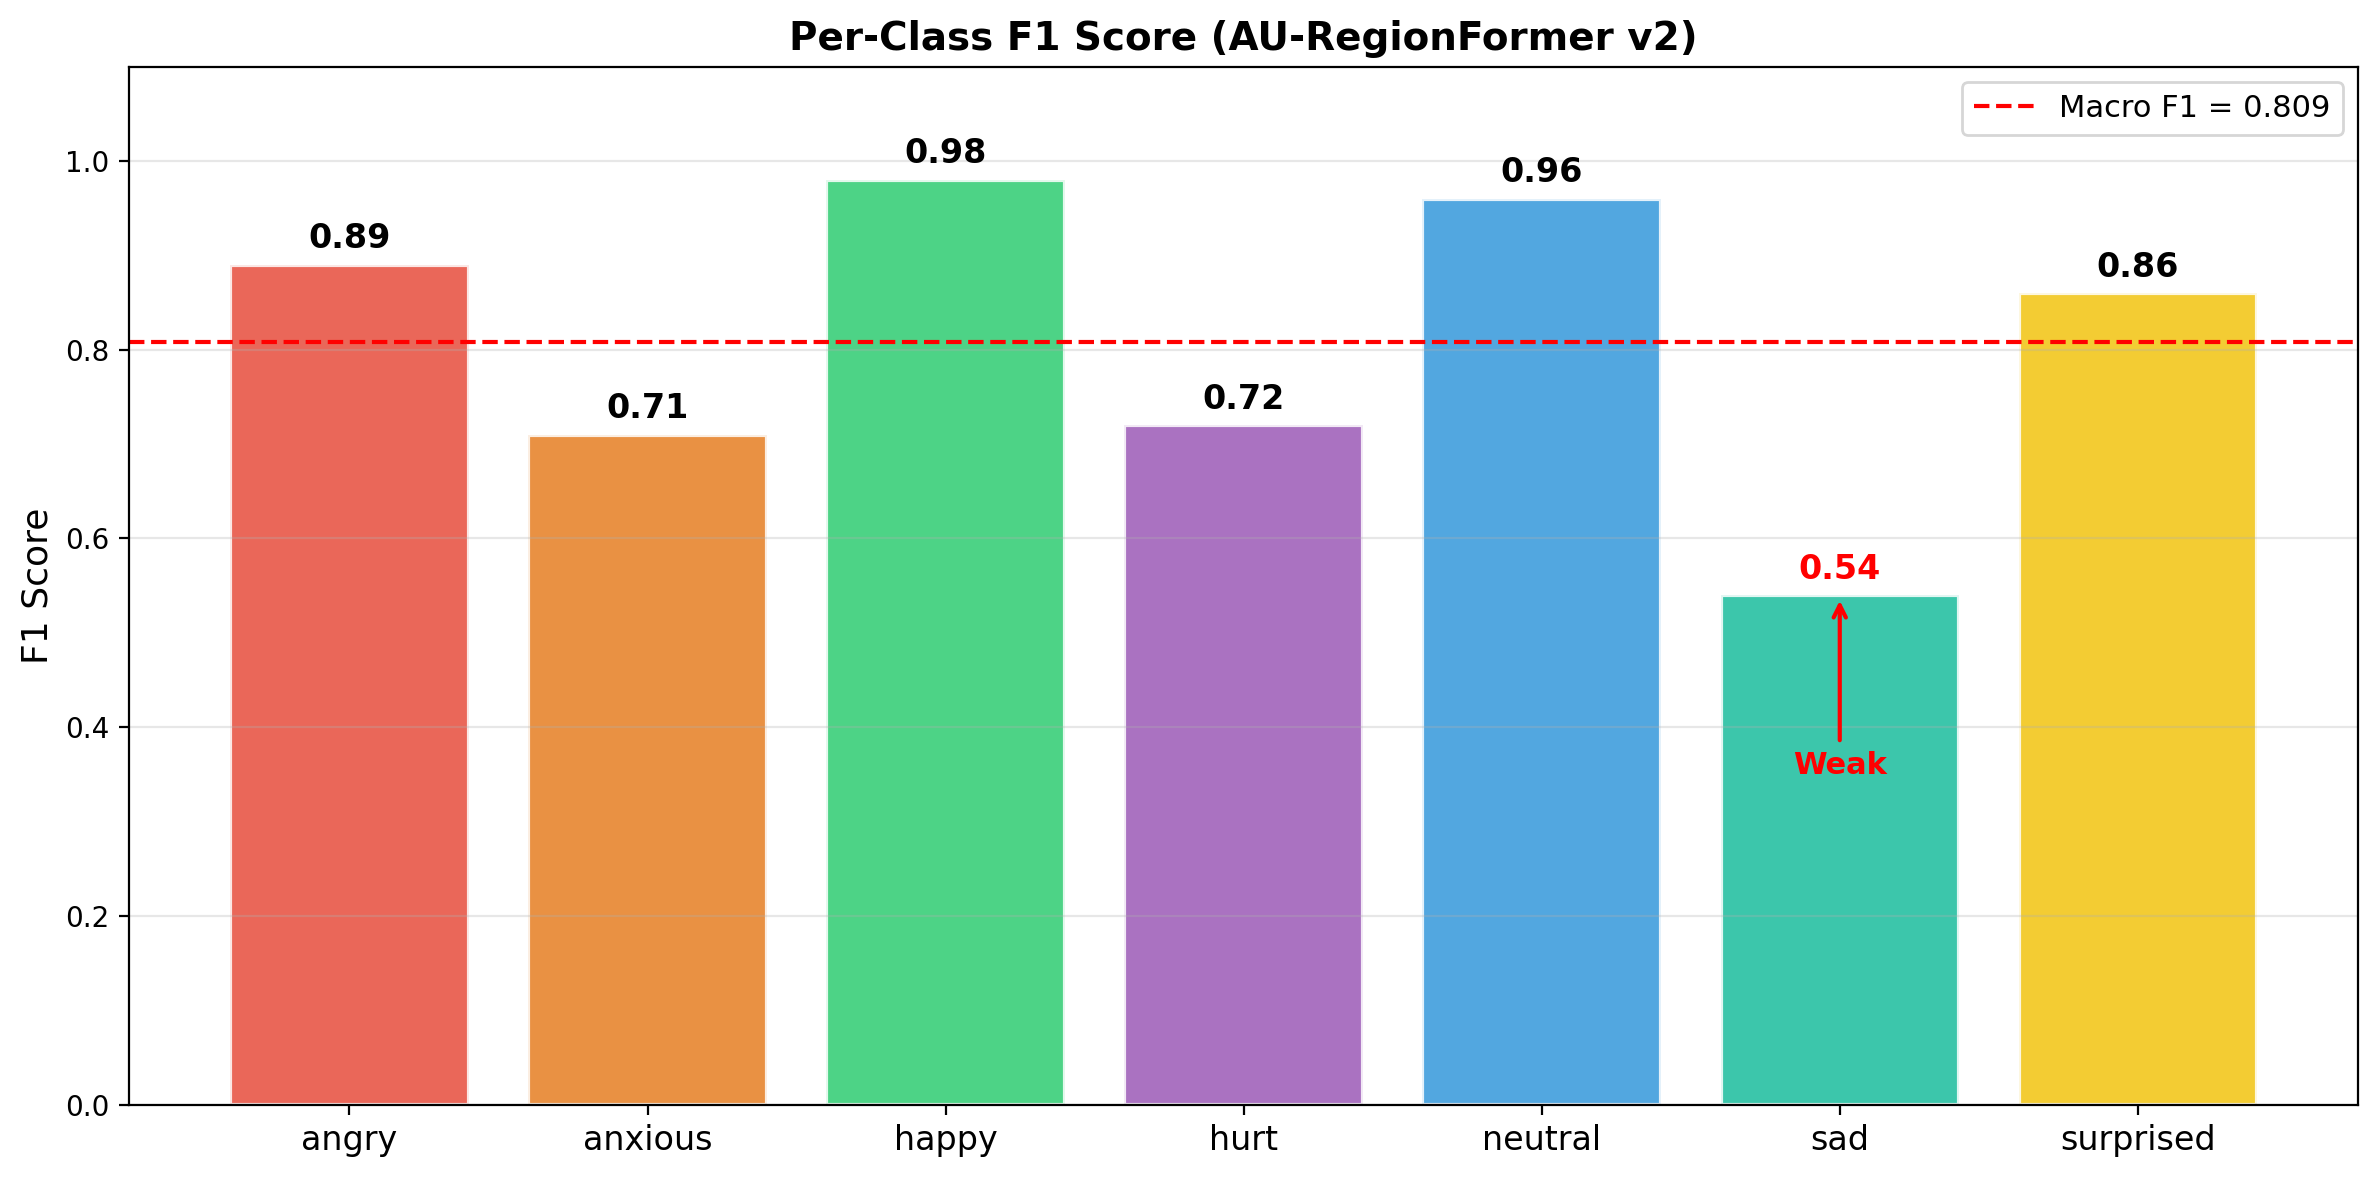 Per-Class F1 Score (AU-RegionFormer v2)
Macro F1 = 0.809
F1 Score
1.0
0.8
0.6
0.4
0.2
0.0
0.89
0.71
0.98
0.72
0.96
0.54
0.86
Weak
angry
anxious
happy
hurt
neutral
sad
surprised